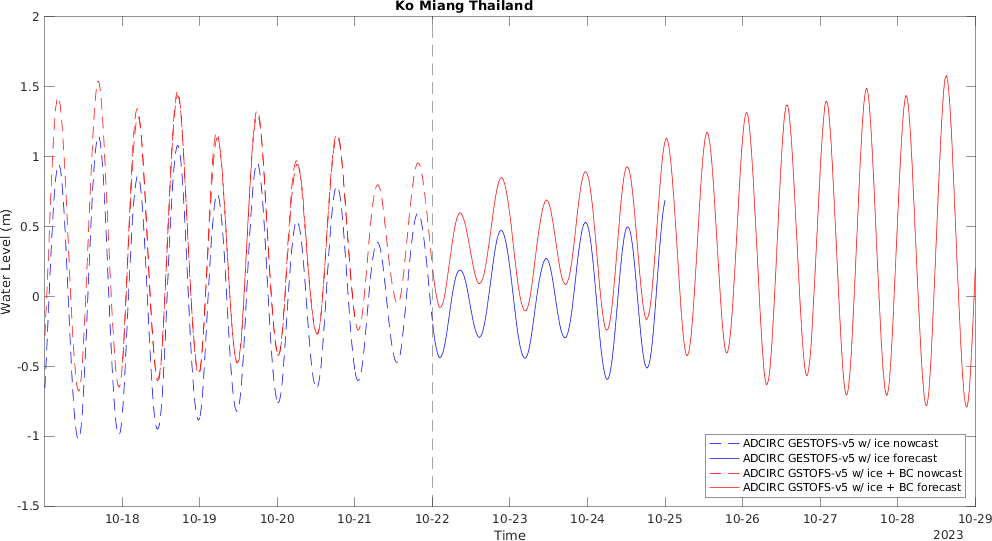 Ko Miang Thailand
2
1.5
1
0.5
0
-0.5
-1
-1.5
Water Level (m)
ADCIRC GESTOFS-v5 w/ ice nowcast
ADCIRC GESTOFS-v5 w/ ice forecast
ADCIRC GSTOFS-v5 w/ ice + BC nowcast
ADCIRC GSTOFS-v5 w/ ice + BC forecast
10-18 10-19 10-20 10-21 10-22 10-23 10-24 10-25 10-26 10-27 10-28 10-29
Time
2023